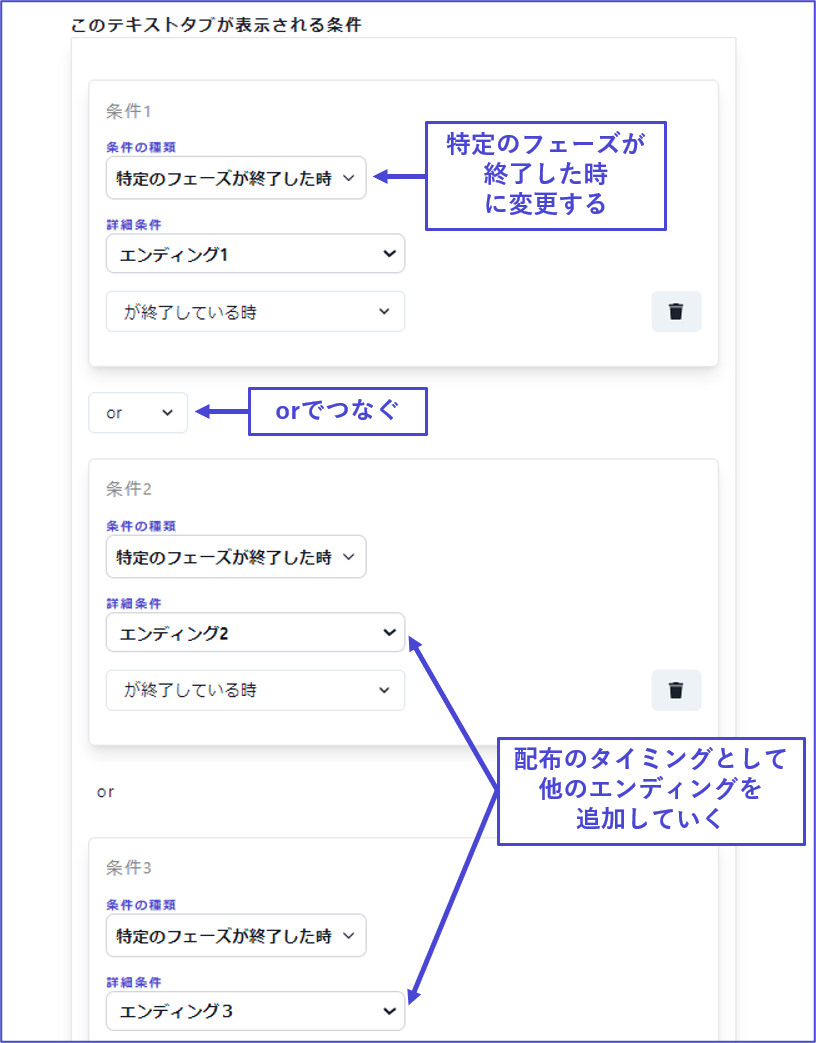 このテキストタブが表示される条件
条件1
条件の種類
特定のフェーズが終了した時
特定のフェーズが
終了した時
に変更する
詳細条件
エンディング1
が終了している時
or
orでつなぐ
条件2
条件の種類
特定のフェーズが終了した時
詳細条件
エンディング2
が終了している時
配布のタイミングとして
他のエンディングを
追加していく
or
条件3
条件の種類
特定のフェーズが終了した時
詳細条件
エンディング３